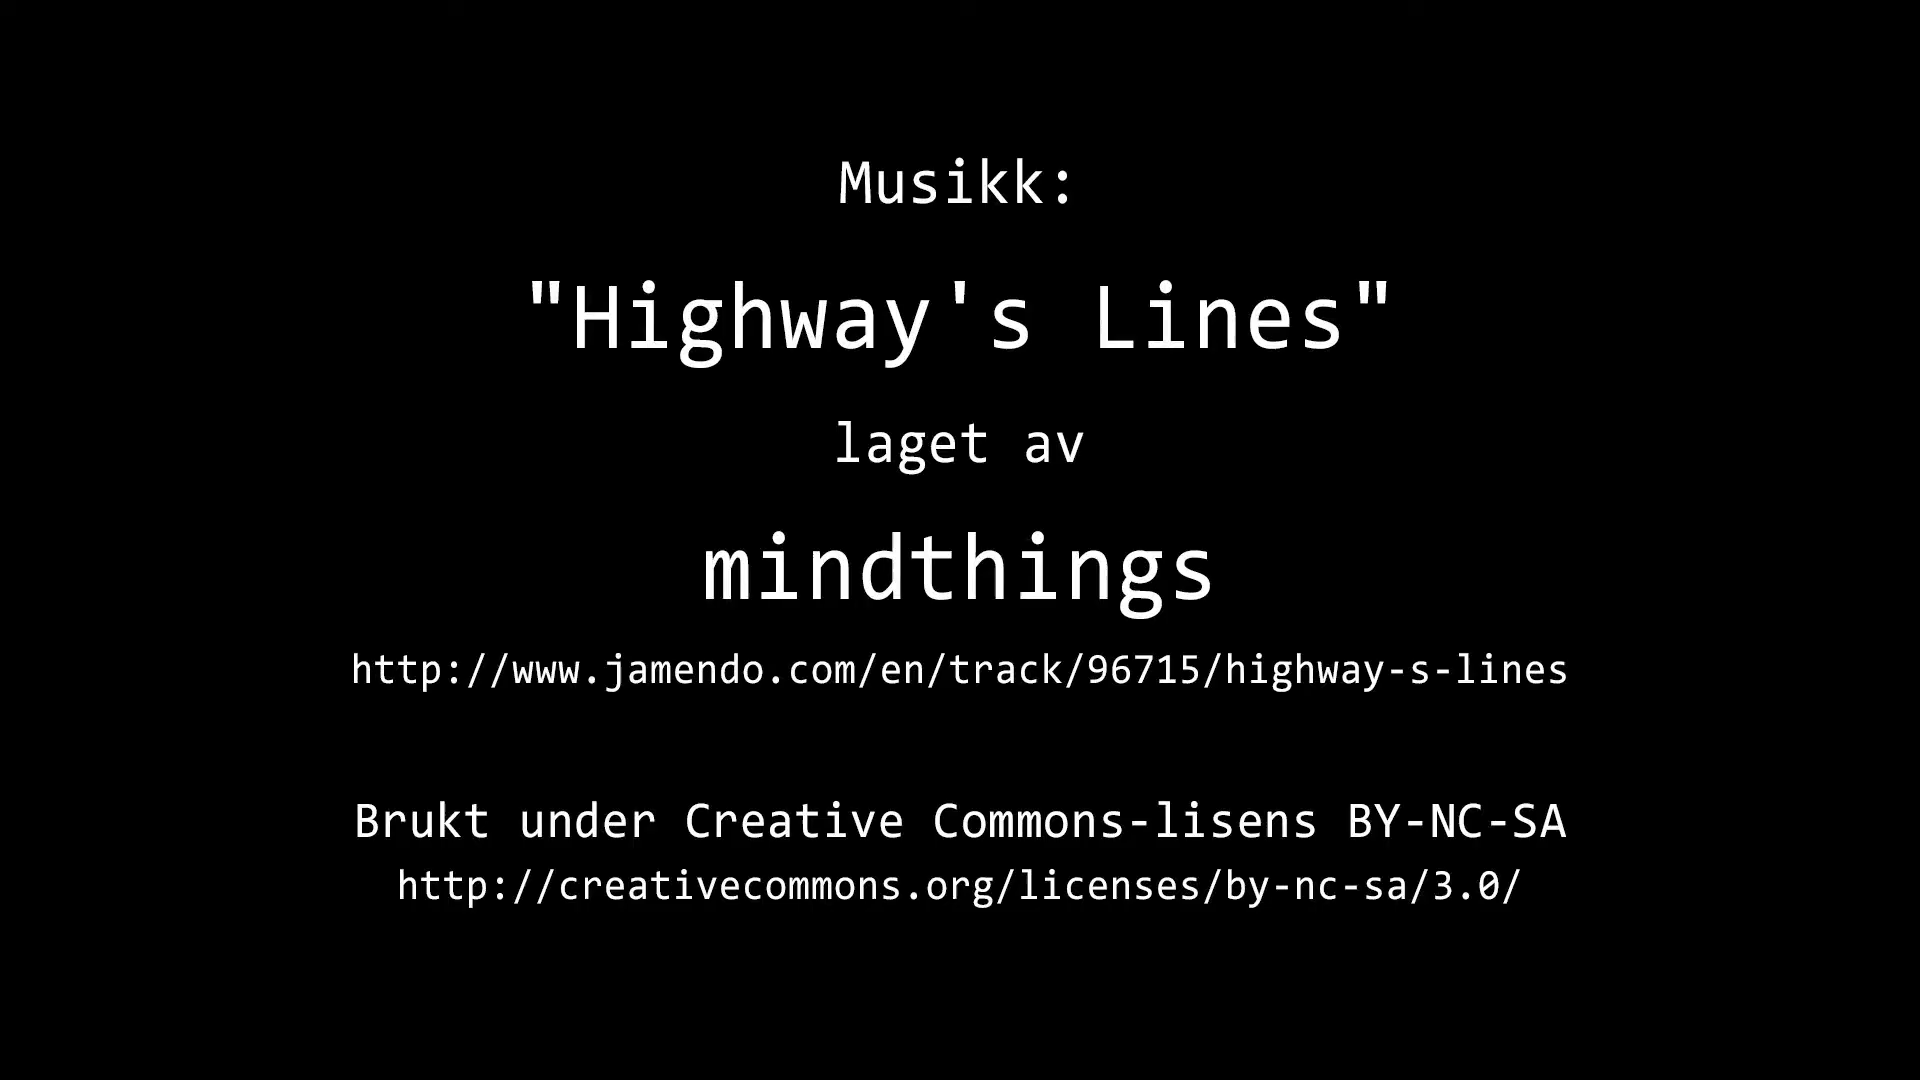 Musikk:
"Highway's Lines"
laget av
mindthings
http://www.jamendo.com/en/track/96715/highway-s-lines
Brukt under Creative Commons-lisens BY-NC-SA
http://creativecommons.org/licenses/by-nc-sa/3.0/